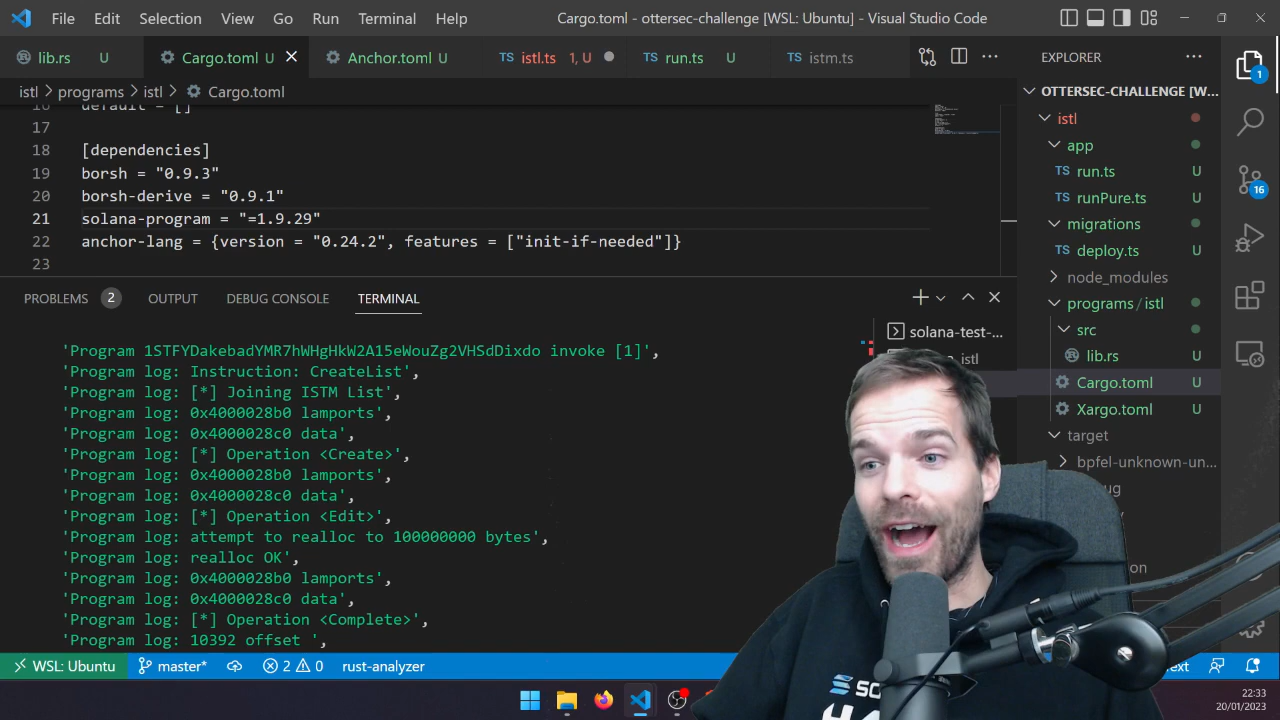 File Edit Selection View Go Run Terminal Help
Cargo.toml - ottersec-challenge [WSL: Ubuntu] - Visual Studio Code
lib.rs U
Cargo.toml U
Anchor.toml U
TS istl.ts 1, U
TS run.ts U
TS istm.ts
istl > programs > istl > Cargo.toml
16 default = []
17
18 [dependencies]
19 borsh = "0.9.3"
20 borsh-derive = "0.9.1"
21 solana-program = "=1.9.29"
22 anchor-lang = {version = "0.24.2", features = ["init-if-needed"]}
23
PROBLEMS 2 OUTPUT DEBUG CONSOLE TERMINAL
'Program 1STFYDakebadYMR7hWHgHkW2A15eWouZg2VHSdDixdo invoke [1]',
'Program log: Instruction: CreateList',
'Program log: [*] Joining ISTM List',
'Program log: 0x4000028b0 lamports',
'Program log: 0x4000028c0 data',
'Program log: [*] Operation <Create>',
'Program log: 0x4000028b0 lamports',
'Program log: 0x4000028c0 data',
'Program log: [*] Operation <Edit>',
'Program log: attempt to realloc to 100000000 bytes',
'Program log: realloc OK',
'Program log: 0x4000028b0 lamports',
'Program log: 0x4000028c0 data',
'Program log: [*] Operation <Complete>',
'Program log: 10392 offset ',
solana-test-...
istl
EXPLORER
OTTERSEC-CHALLENGE [W...
istl
app
TS run.ts U
TS runPure.ts U
migrations
TS deploy.ts U
node_modules
programs / istl
src
lib.rs U
Cargo.toml U
Xargo.toml U
target
bpfel-unknown-un...
1
16
WSL: Ubuntu
master*
2 0
rust-analyzer
22:33
20/01/2023